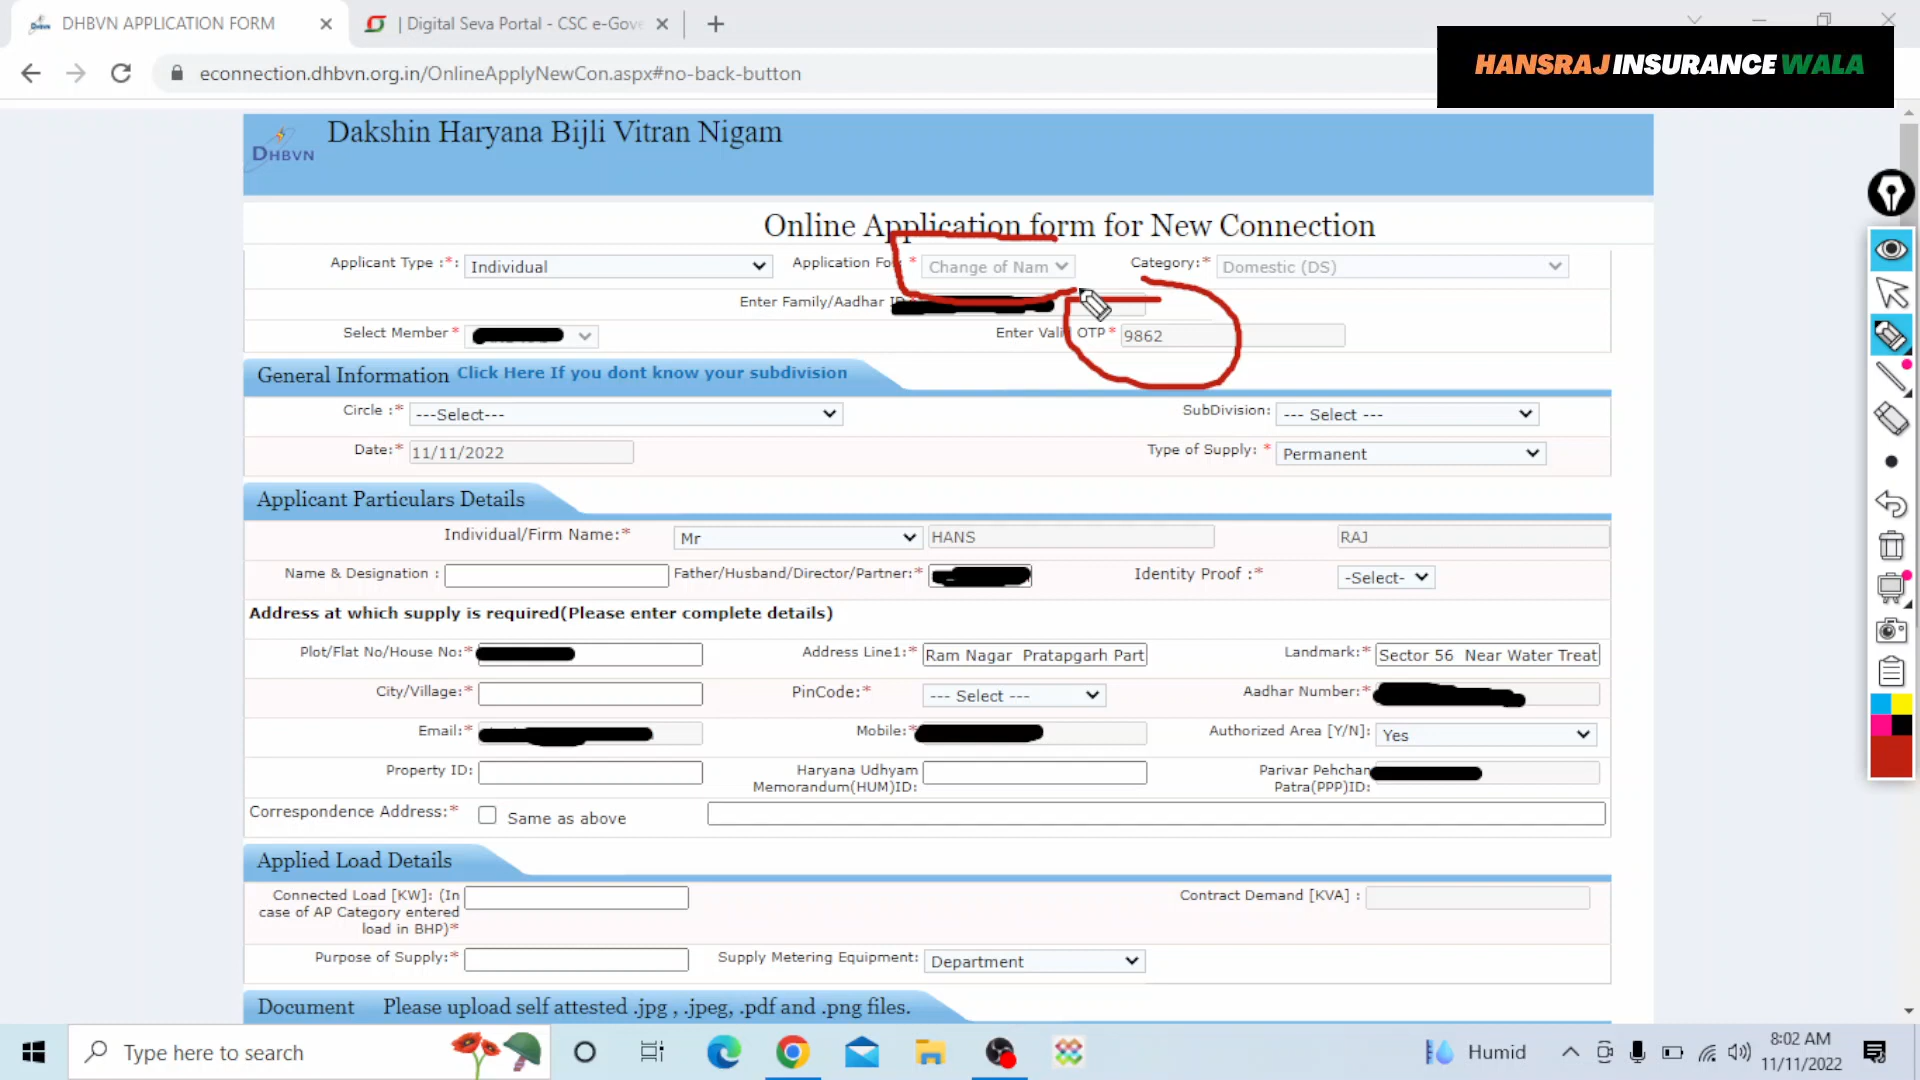 DHBVN APPLICATION FORM
| Digital Seva Portal - CSC e-Gove
econnection.dhbvn.org.in/OnlineApplyNewCon.aspx#no-back-button
HANSRAJ INSURANCE WALA
DHBVN
Dakshin Haryana Bijli Vitran Nigam
Online Application form for New Connection
Applicant Type :*: Individual Application For * Change of Nam Category:* Domestic (DS)
Enter Family/Aadhar ID
Select Member * Enter Valid OTP * 9862
General Information Click Here If you dont know your subdivision
Circle :* ---Select--- SubDivision: --- Select ---
Date:* 11/11/2022 Type of Supply: * Permanent
Applicant Particulars Details
Individual/Firm Name:* Mr HANS RAJ
Name & Designation : Father/Husband/Director/Partner:* Identity Proof :* -Select-
Address at which supply is required(Please enter complete details)
Plot/Flat No/House No:* Address Line1:* Ram Nagar Pratapgarh Part Landmark:* Sector 56 Near Water Treat
City/Village:* PinCode:* --- Select --- Aadhar Number:*
Email:* Mobile:* Authorized Area [Y/N]: Yes
Property ID: Haryana Udhyam Memorandum(HUM)ID: Parivar Pehchan Patra(PPP)ID:
Correspondence Address:* Same as above
Applied Load Details
Connected Load [KW]: (In case of AP Category entered load in BHP)* Contract Demand [KVA] :
Purpose of Supply:* Supply Metering Equipment: Department
Document Please upload self attested .jpg , .jpeg, .pdf and .png files.
Type here to search
Humid
8:02 AM
11/11/2022